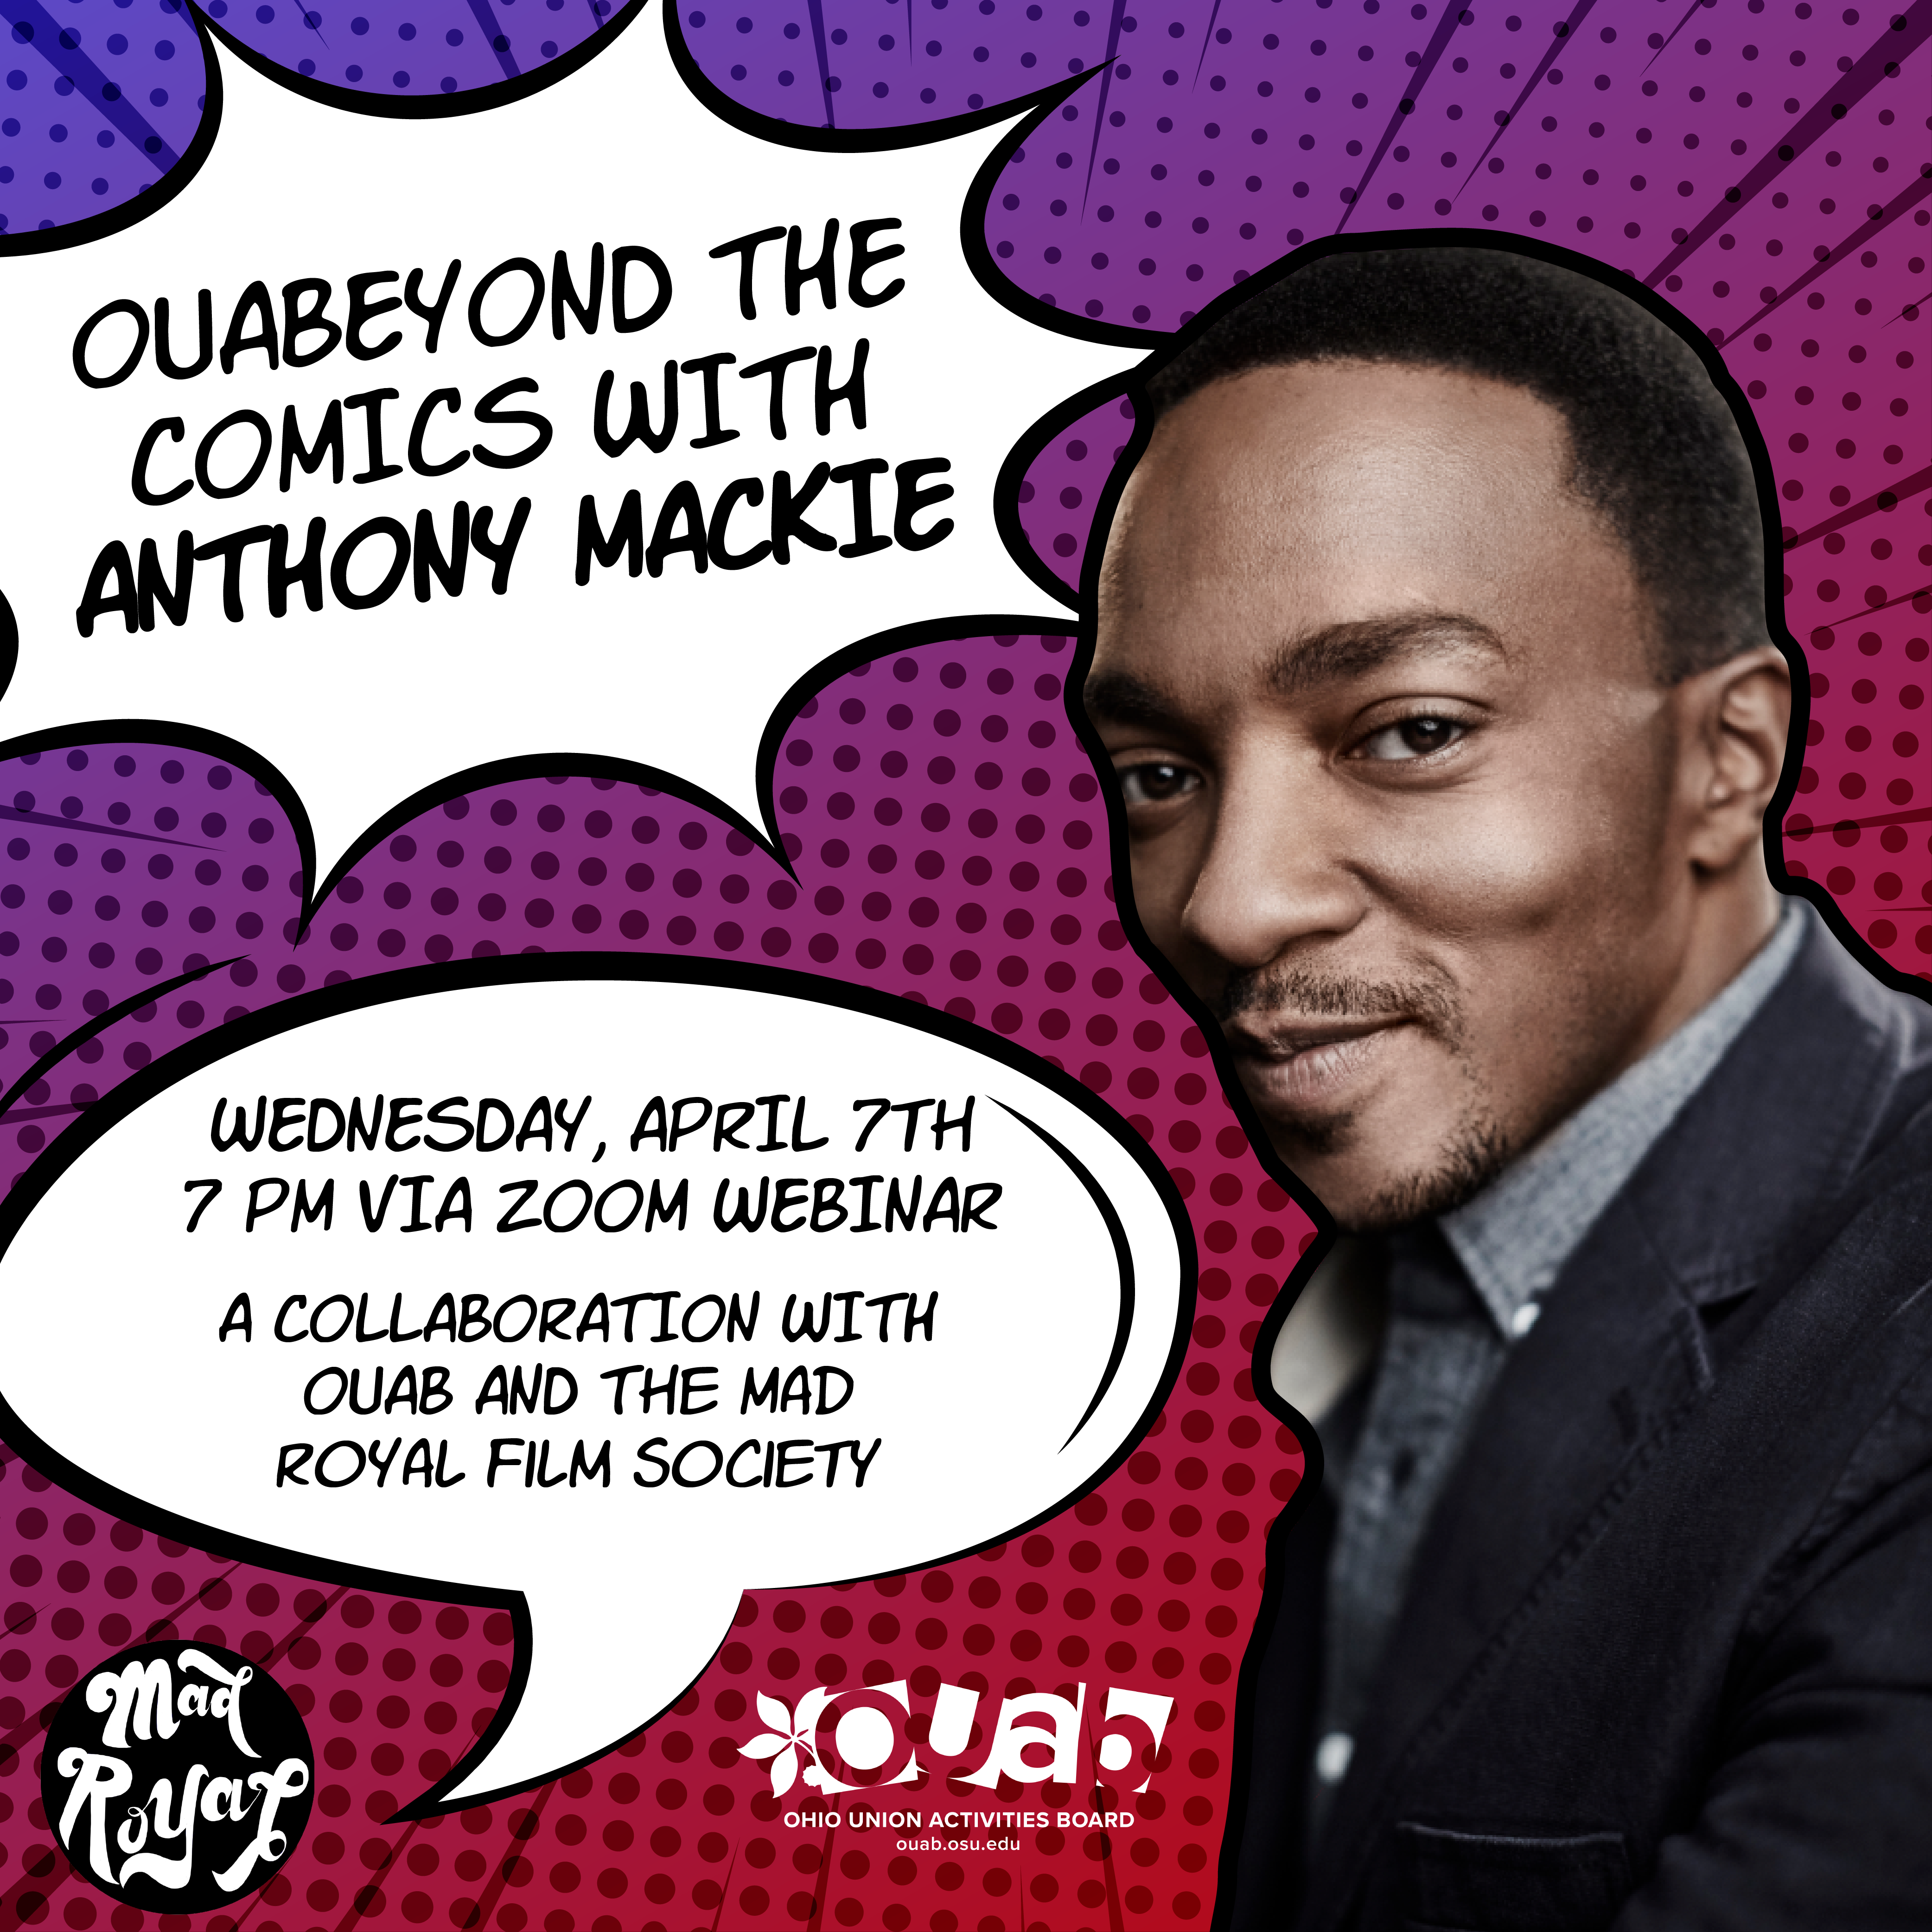 OUABEYOND THE
COMICS WITH
ANTHONY MACKIE
WEDNESDAY, APRIL 7TH
7 PM VIA ZOOM WEBINAR
A COLLABORATION WITH
OUAB AND THE MAD
ROYAL FILM SOCIETY
Mad
Royal
ouab
OHIO UNION ACTIVITIES BOARD
ouab.osu.edu